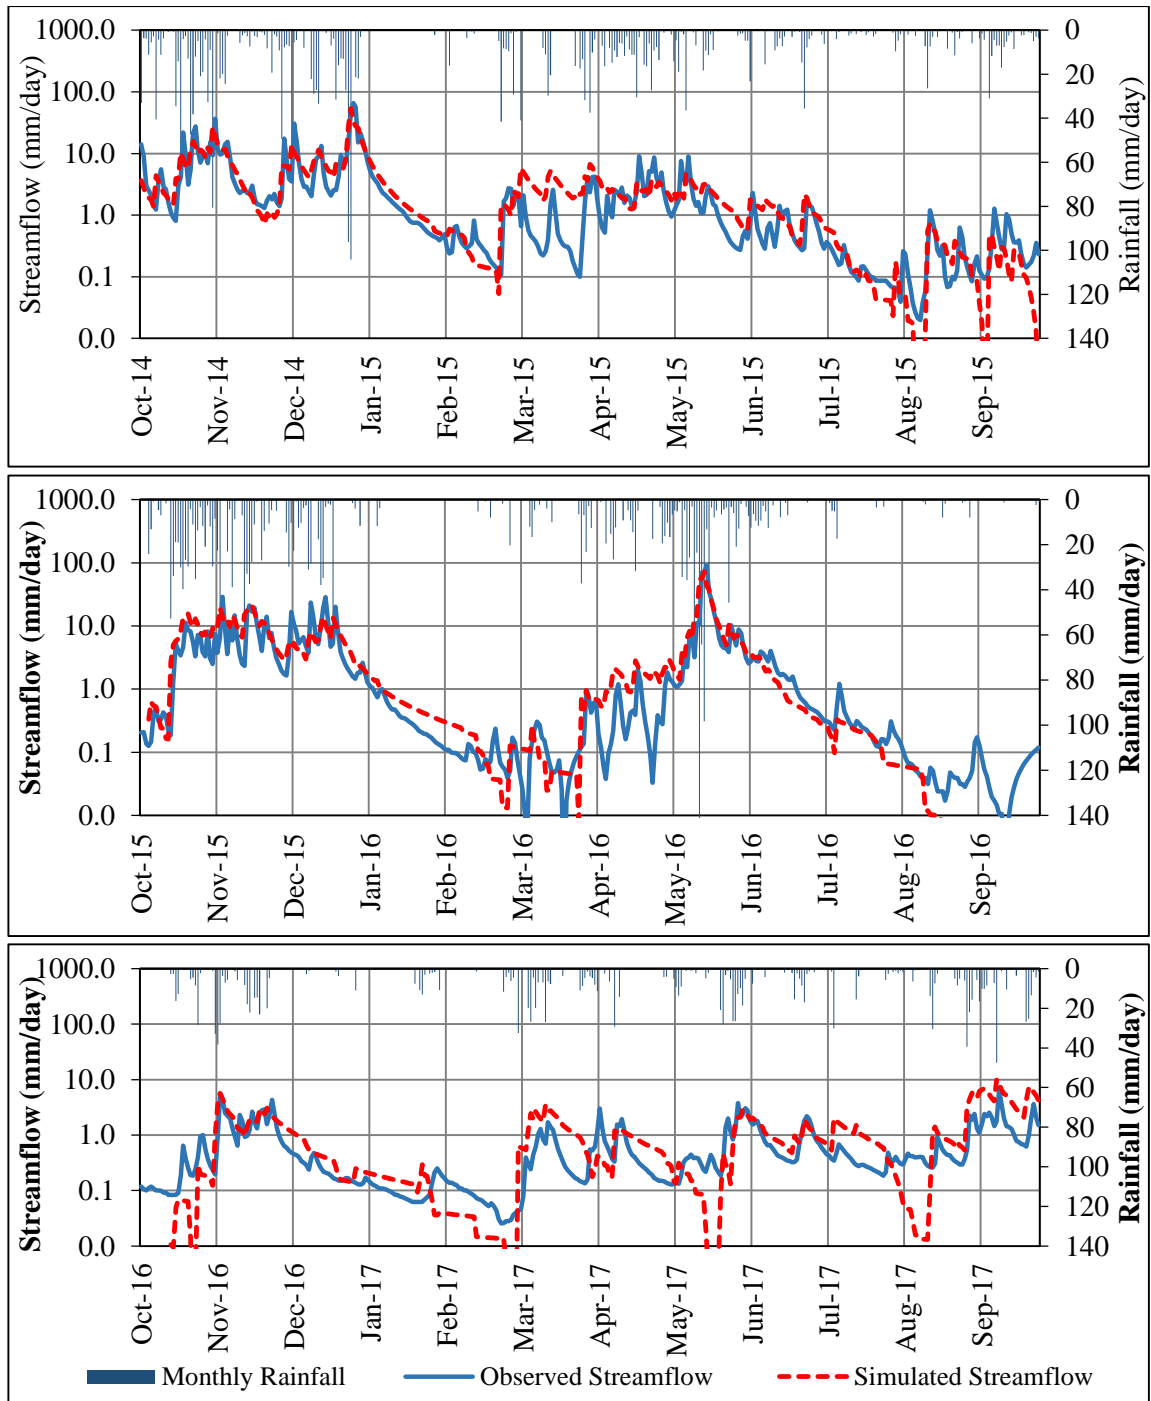 Streamflow (mm/day)
1000.0
100.0
10.0
1.0
0.1
0.0
0
20
40
60
80
100
120
140
Rainfall (mm/day)
Oct-14
Nov-14
Dec-14
Jan-15
Feb-15
Mar-15
Apr-15
May-15
Jun-15
Jul-15
Aug-15
Sep-15
Streamflow (mm/day)
1000.0
100.0
10.0
1.0
0.1
0.0
0
20
40
60
80
100
120
140
Rainfall (mm/day)
Oct-15
Nov-15
Dec-15
Jan-16
Feb-16
Mar-16
Apr-16
May-16
Jun-16
Jul-16
Aug-16
Sep-16
Streamflow (mm/day)
1000.0
100.0
10.0
1.0
0.1
0.0
0
20
40
60
80
100
120
140
Rainfall (mm/day)
Oct-16
Nov-16
Dec-16
Jan-17
Feb-17
Mar-17
Apr-17
May-17
Jun-17
Jul-17
Aug-17
Sep-17
Monthly Rainfall Observed Streamflow Simulated Streamflow